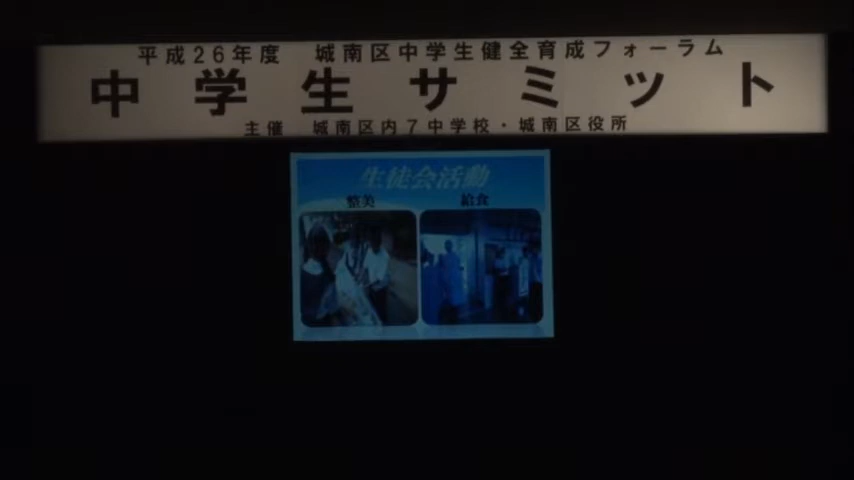 平成26年度 城南区中学生健全育成フォーラム
中学生サミット
主催 城南区内7中学校・城南区役所
生徒会活動
整美 給食